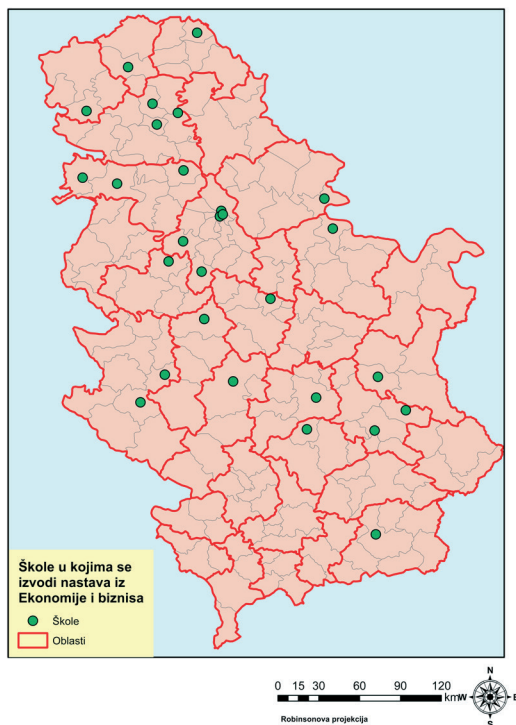 Škole u kojima se
izvodi nastava iz
Ekonomije i biznisa
Škole
Oblasti
0 15 30 60 90 120
km
Robinsonova projekcija
N
W E
S